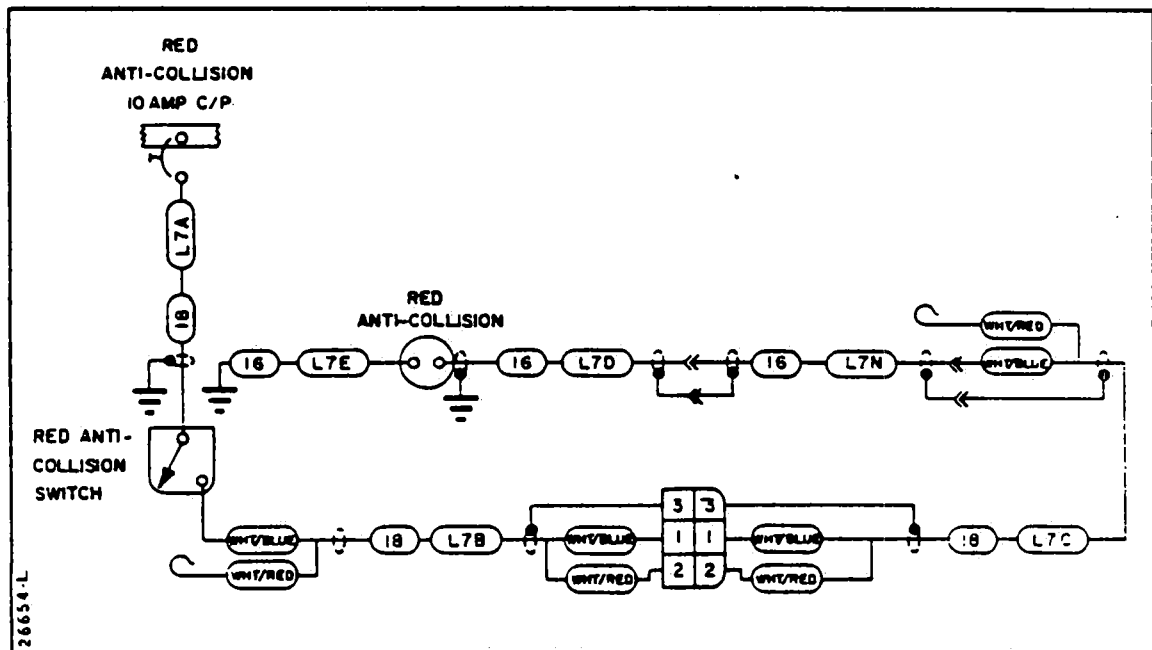 RED
ANTI-COLLISION
10 AMP C/P
L7A
18
RED
ANTI-COLLISION
16
L7E
16
L7D
16
L7N
WHT/RED
WHT/BLUE
RED ANTI-
COLLISION
SWITCH
WHT/BLUE
WHT/RED
18
L7B
WHT/BLUE
WHT/RED
3 3
1 1
2 2
WHT/BLUE
WHT/RED
18
L7C
26654-L